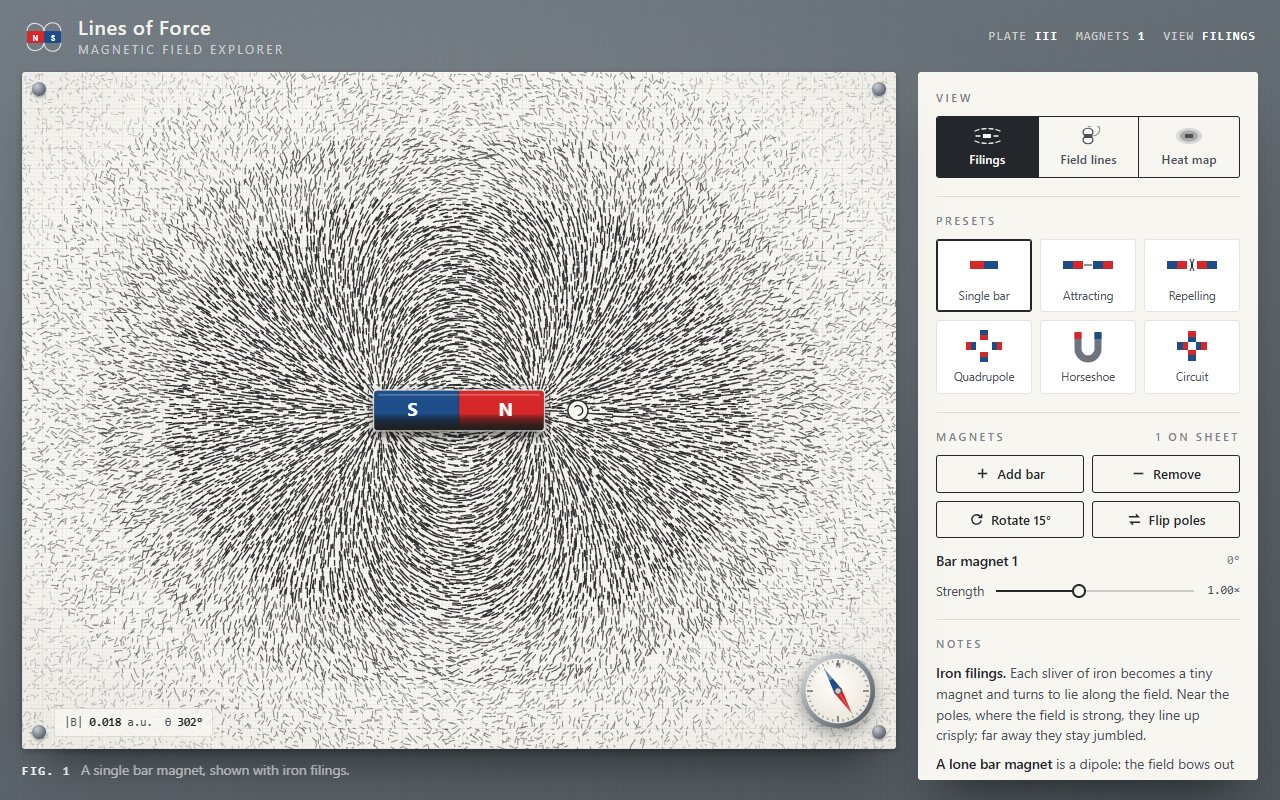 N S
Lines of Force
MAGNETIC FIELD EXPLORER
PLATE III MAGNETS 1 VIEW FILINGS
S N
|B| 0.018 a.u. θ 302°
N
FIG. 1 A single bar magnet, shown with iron filings.
VIEW
Filings Field lines Heat map
PRESETS
Single bar Attracting Repelling
Quadrupole Horseshoe Circuit
MAGNETS 1 ON SHEET
+ Add bar − Remove
Rotate 15° Flip poles
Bar magnet 1 0°
Strength 1.00×
NOTES
Iron filings. Each sliver of iron becomes a tiny
magnet and turns to lie along the field. Near the
poles, where the field is strong, they line up
crisply; far away they stay jumbled.
A lone bar magnet is a dipole: the field bows out